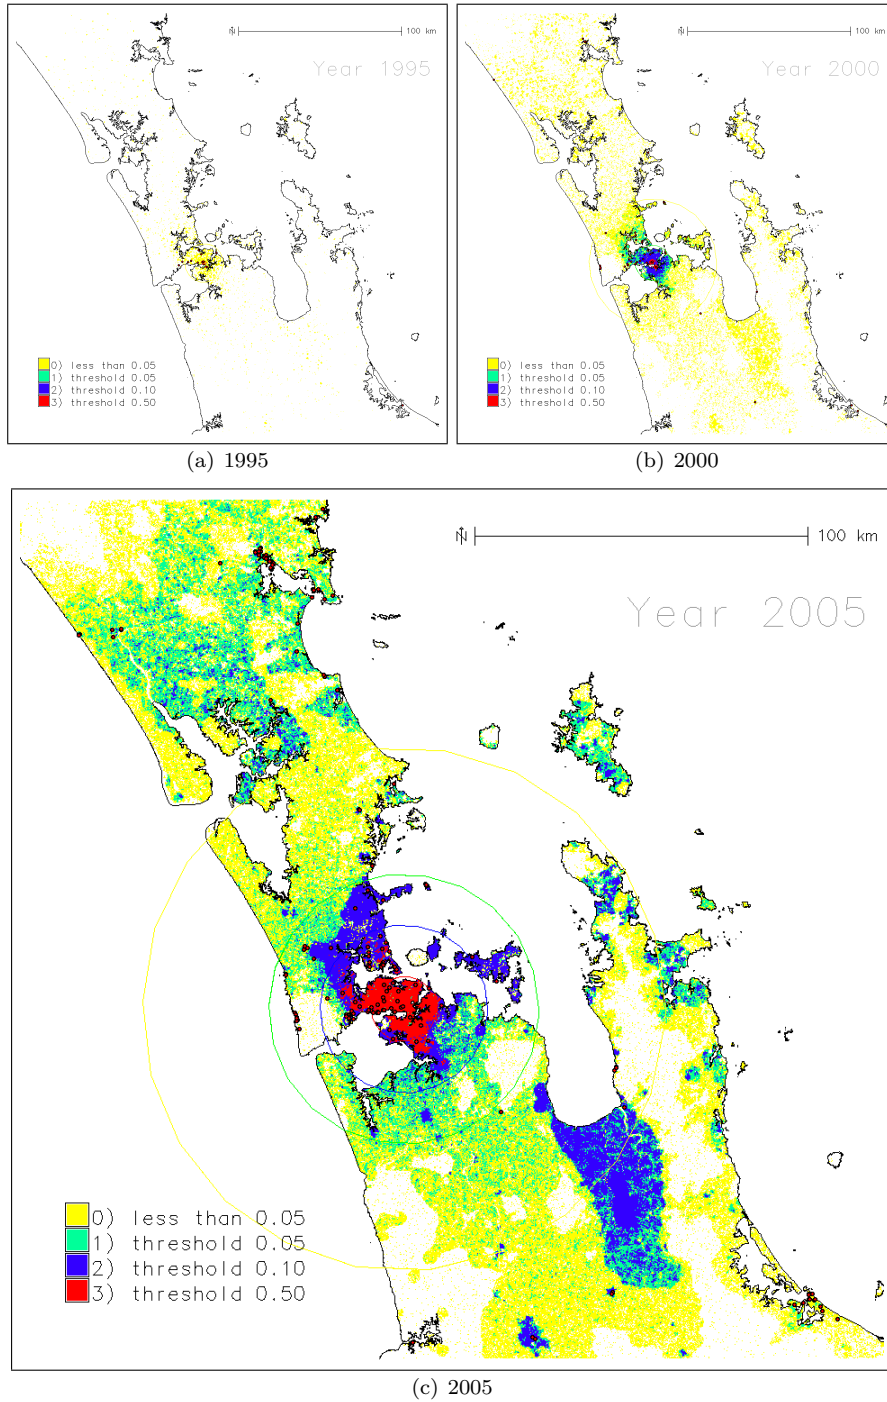 N 100 km
Year 1995
0) less than 0.05
1) threshold 0.05
2) threshold 0.10
3) threshold 0.50
(a) 1995
N 100 km
Year 2000
0) less than 0.05
1) threshold 0.05
2) threshold 0.10
3) threshold 0.50
(b) 2000
N 100 km
Year 2005
0) less than 0.05
1) threshold 0.05
2) threshold 0.10
3) threshold 0.50
(c) 2005